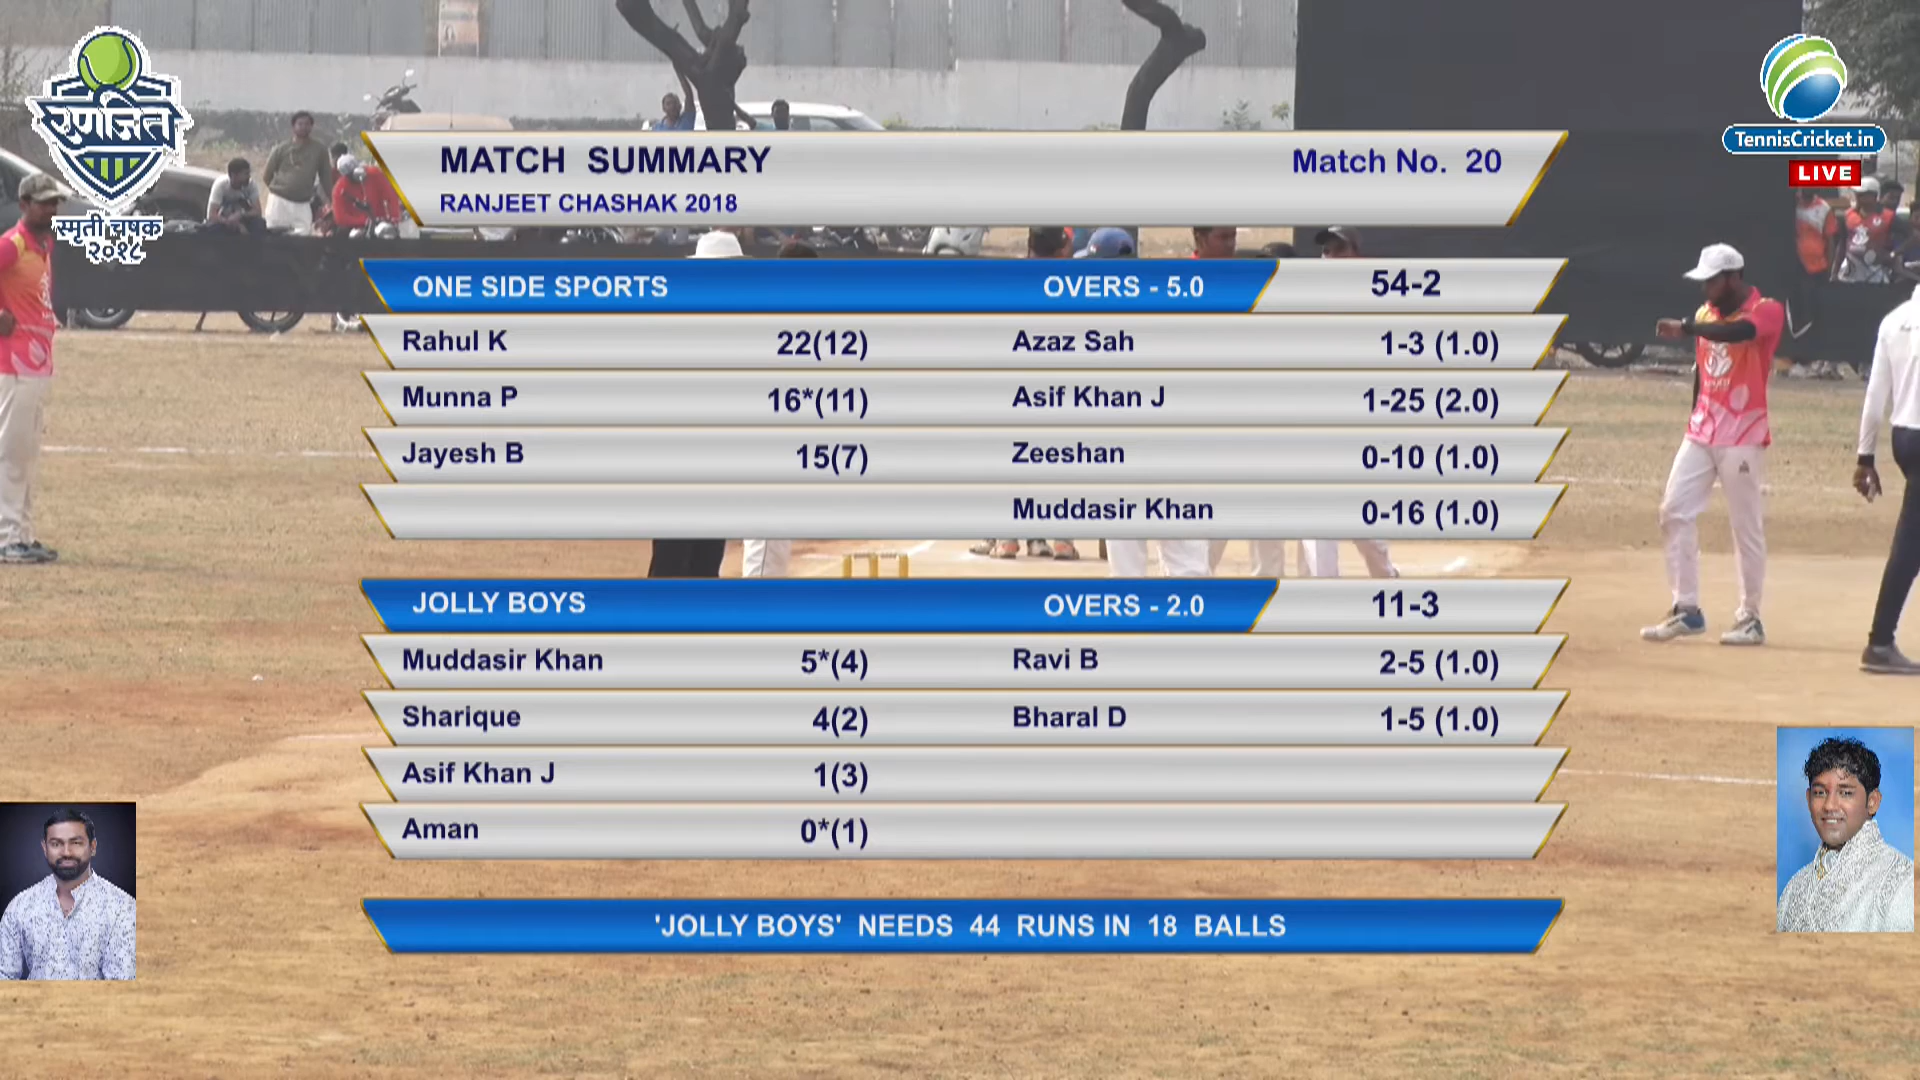 रणजित
स्मृती चषक
२०१८
TennisCricket.in
LIVE
MATCH SUMMARY
Match No. 20
RANJEET CHASHAK 2018
ONE SIDE SPORTS OVERS - 5.0 54-2
Rahul K 22(12) Azaz Sah 1-3 (1.0)
Munna P 16*(11) Asif Khan J 1-25 (2.0)
Jayesh B 15(7) Zeeshan 0-10 (1.0)
Muddasir Khan 0-16 (1.0)
JOLLY BOYS OVERS - 2.0 11-3
Muddasir Khan 5*(4) Ravi B 2-5 (1.0)
Sharique 4(2) Bharal D 1-5 (1.0)
Asif Khan J 1(3)
Aman 0*(1)
'JOLLY BOYS' NEEDS 44 RUNS IN 18 BALLS